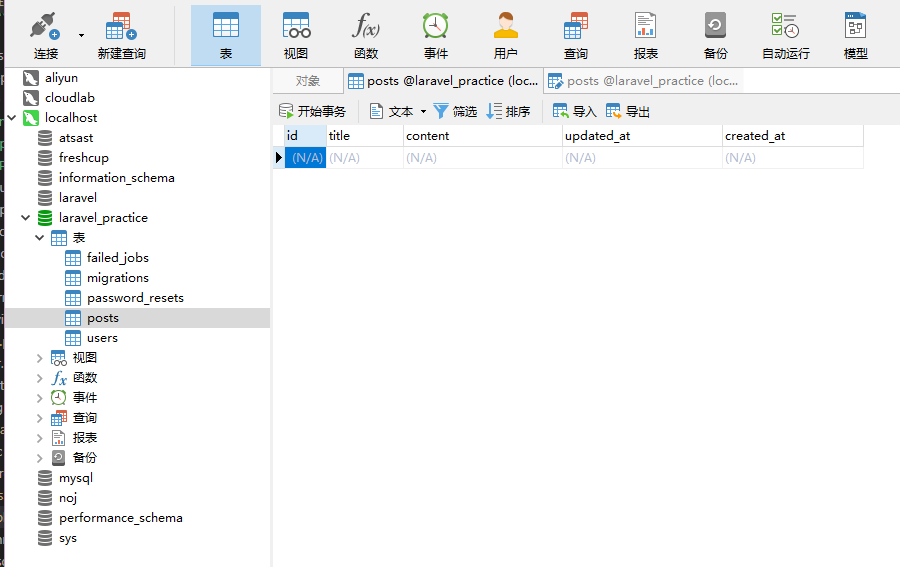 连接 新建查询 表 视图 f(x) 函数 事件 用户 查询 报表 备份 自动运行 模型
aliyun
cloudlab
localhost
atsast
freshcup
information_schema
laravel
laravel_practice
表
failed_jobs
migrations
password_resets
posts
users
视图
fx 函数
事件
查询
报表
备份
mysql
noj
performance_schema
sys
对象 posts @laravel_practice (loc... posts @laravel_practice (loc...
开始事务 文本 筛选 排序 导入 导出
id title content updated_at created_at
(N/A) (N/A) (N/A) (N/A) (N/A)